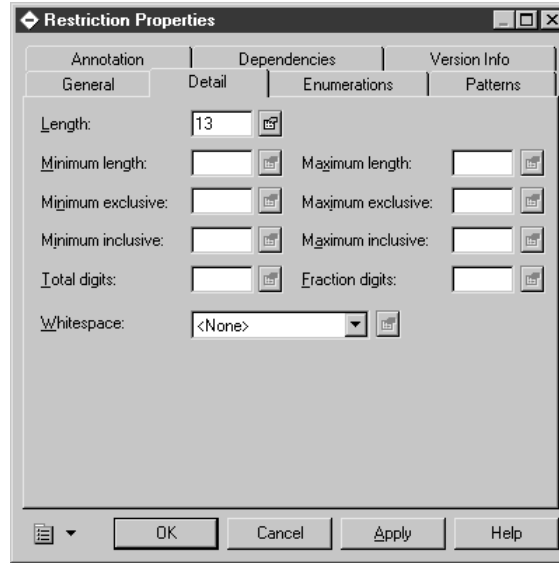 Restriction Properties
Annotation Dependencies Version Info
General Detail Enumerations Patterns
Length: 13
Minimum length: Maximum length:
Minimum exclusive: Maximum exclusive:
Minimum inclusive: Maximum inclusive:
Total digits: Fraction digits:
Whitespace: <None>
OK Cancel Apply Help